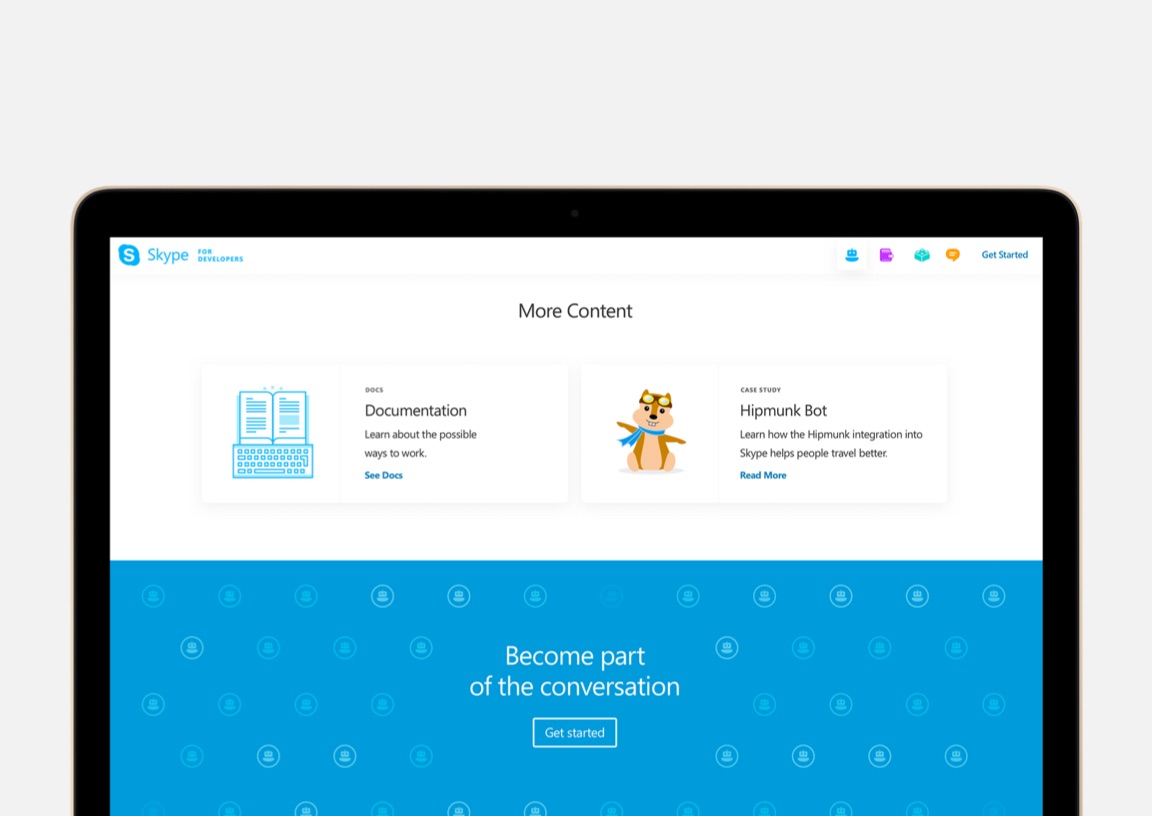 Skype
FOR
DEVELOPERS
Get Started
More Content
DOCS
Documentation
Learn about the possible
ways to work.
See Docs
CASE STUDY
Hipmunk Bot
Learn how the Hipmunk integration into
Skype helps people travel better.
Read More
Become part
of the conversation
Get started